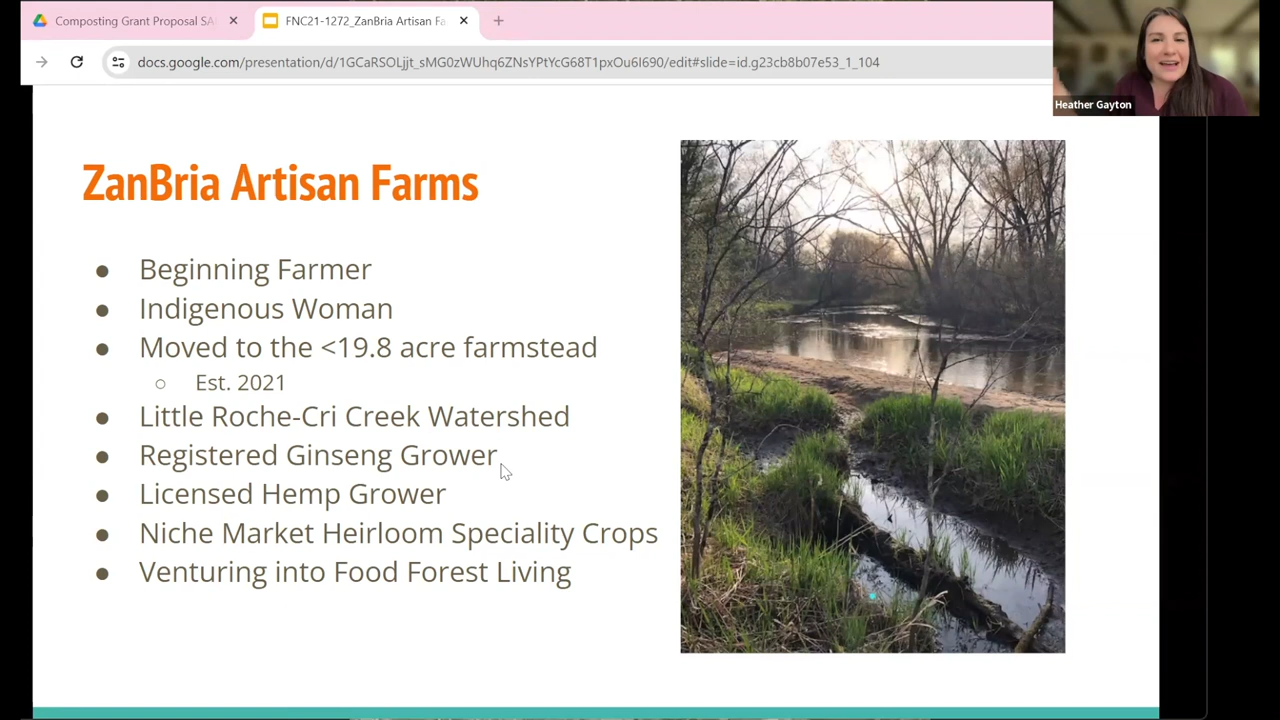 Composting Grant Proposal SA
FNC21-1272_ZanBria Artisan Fa
docs.google.com/presentation/d/1GCaRSOLjjt_sMG0zWUhq6ZNsYPtYcG68T1pxOu6I690/edit#slide=id.g23cb8b07e53_1_104
Heather Gayton
ZanBria Artisan Farms
● Beginning Farmer
● Indigenous Woman
● Moved to the <19.8 acre farmstead
○ Est. 2021
● Little Roche-Cri Creek Watershed
● Registered Ginseng Grower
● Licensed Hemp Grower
● Niche Market Heirloom Speciality Crops
● Venturing into Food Forest Living